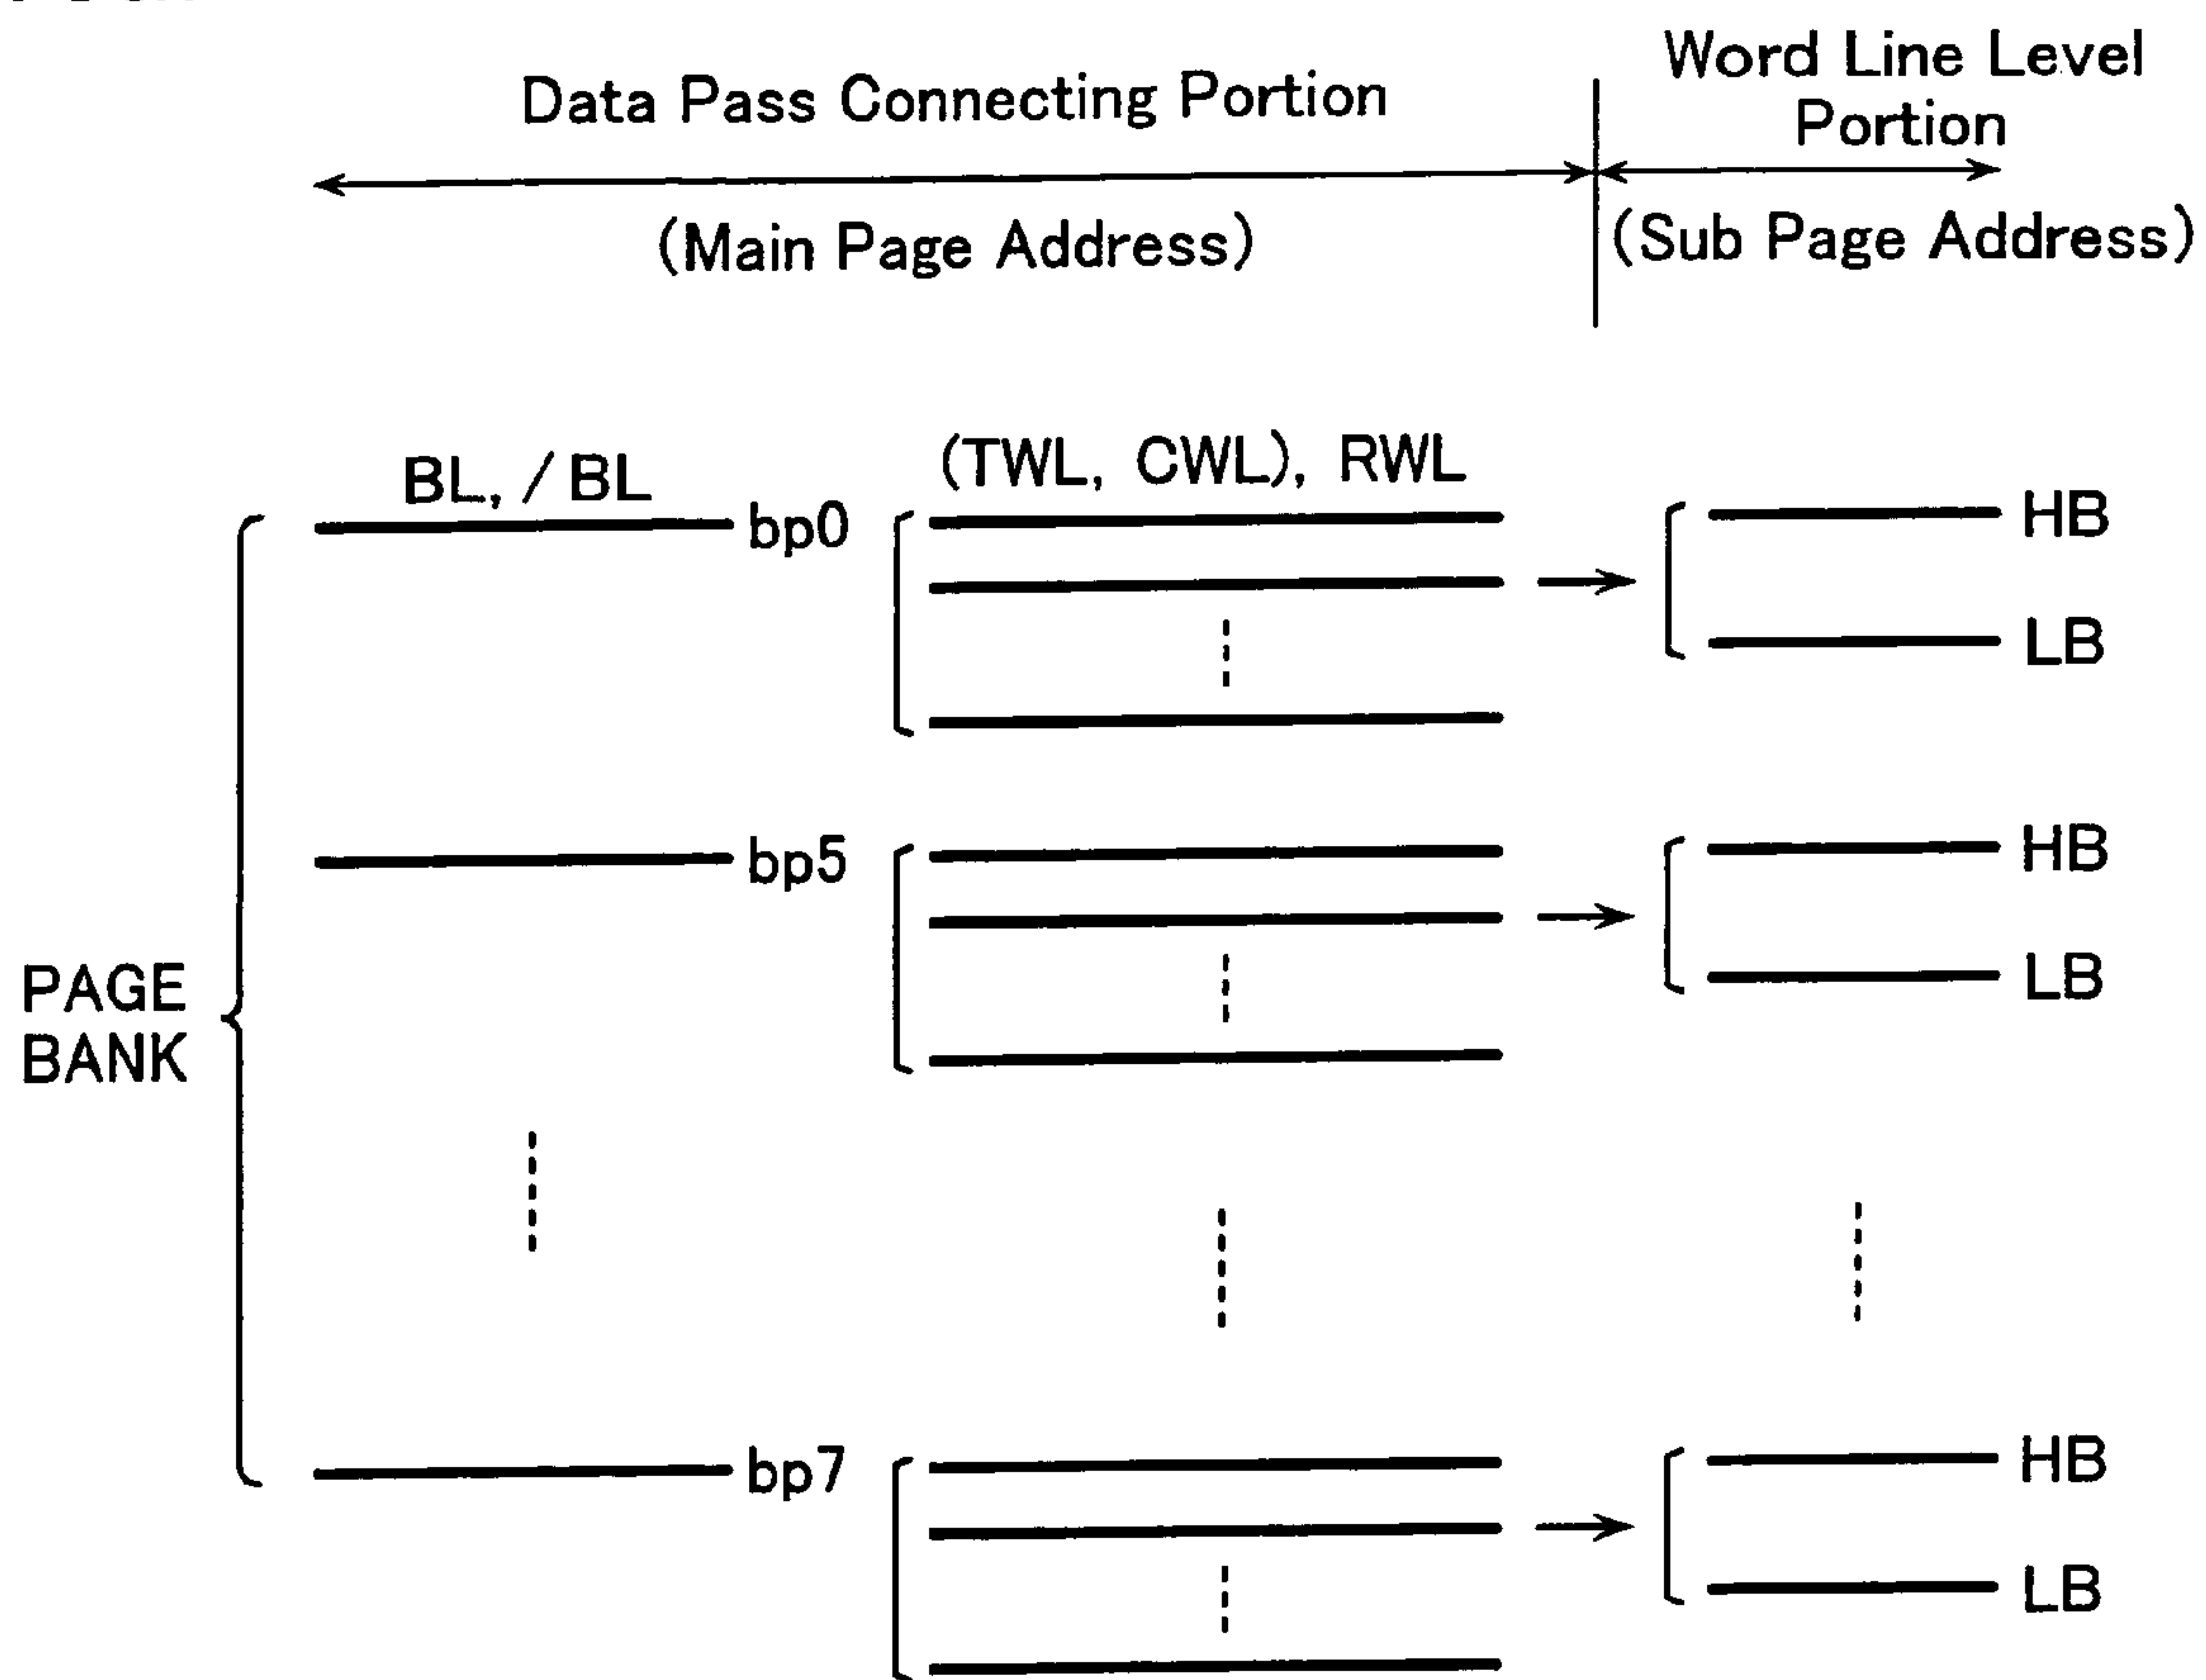 Data Pass Connecting Portion
Word Line Level
Portion
(Main Page Address)
(Sub Page Address)
BL, /BL
(TWL, CWL), RWL
bp0
HB
LB
bp5
HB
LB
PAGE
BANK
bp7
HB
LB